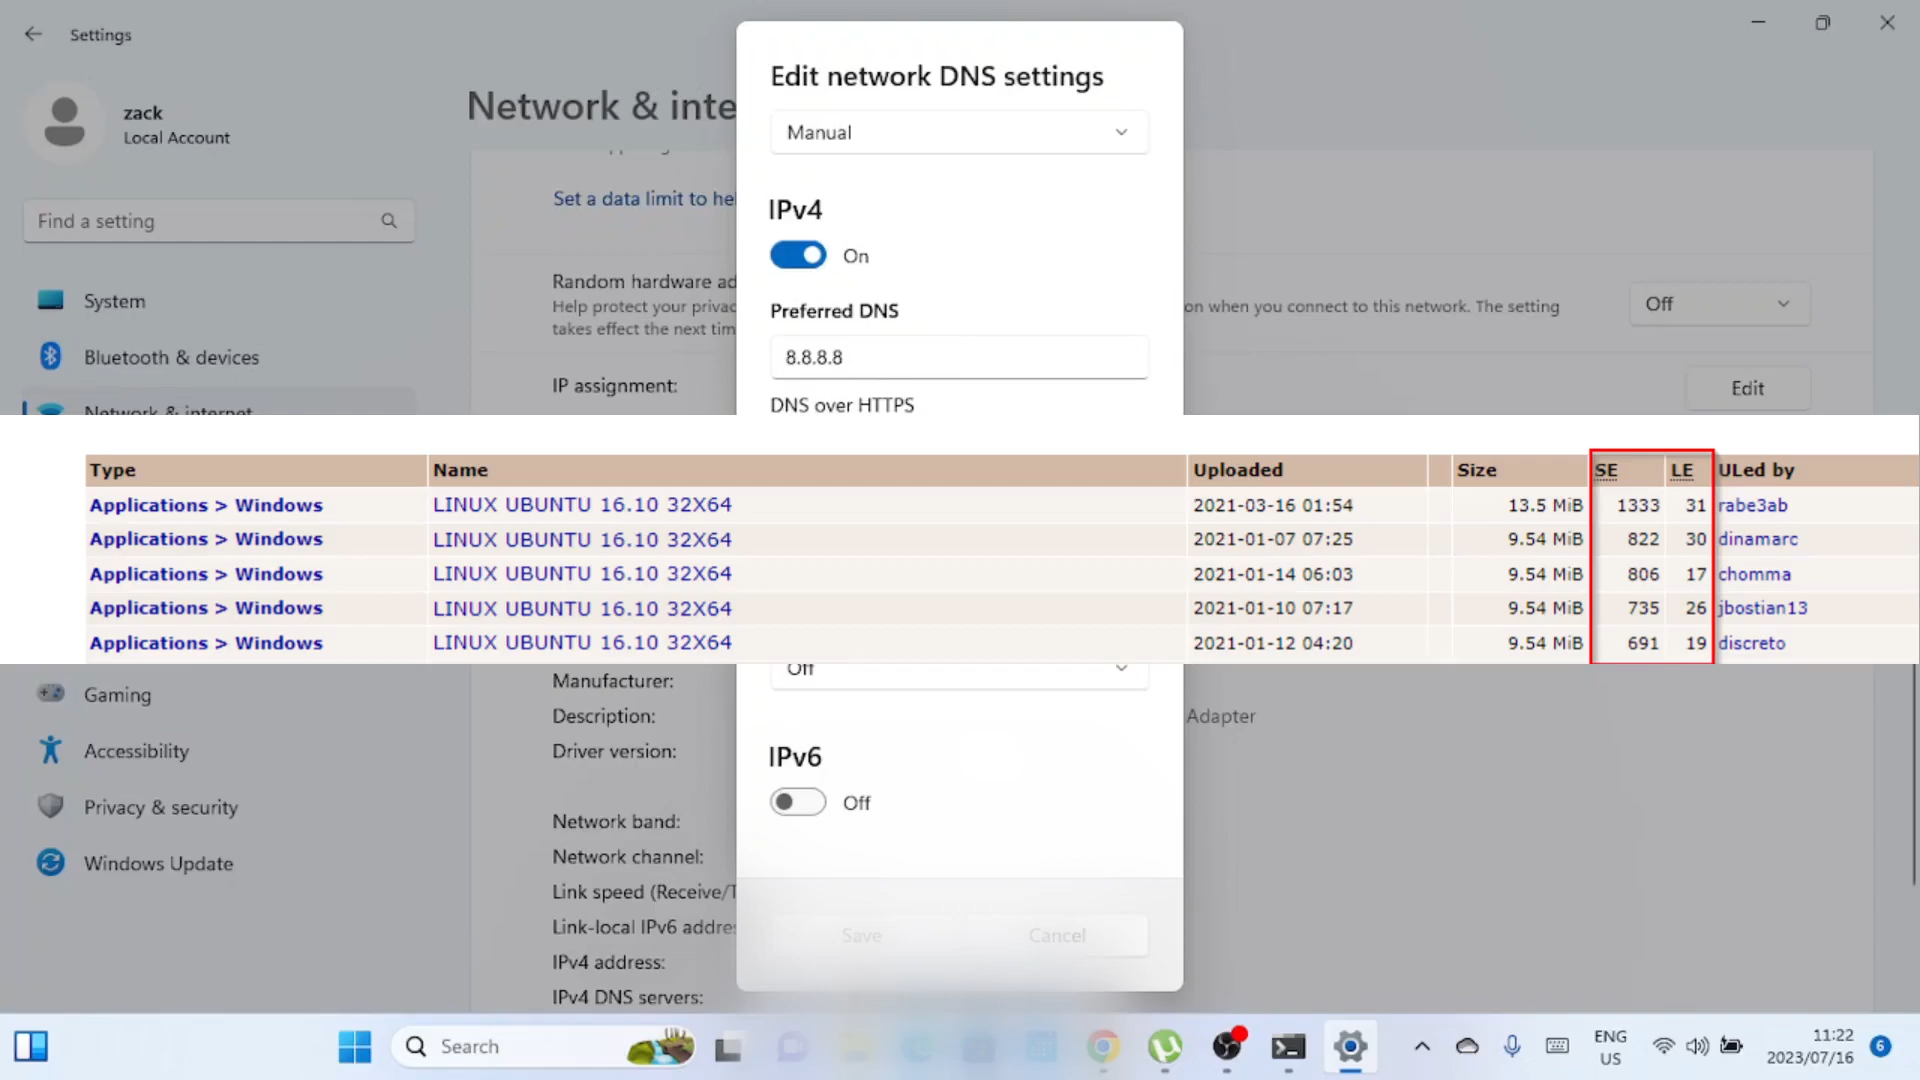 Settings
zack
Local Account
Find a setting
System
Bluetooth & devices
Network & internet
Network & inte
Set a data limit to he
Random hardware ad
Help protect your privac
takes effect the next tim
on when you connect to this network. The setting
Off
IP assignment:
Edit
Edit network DNS settings
Manual
IPv4
On
Preferred DNS
8.8.8.8
DNS over HTTPS
Type Name Uploaded Size SE LE ULed by
Applications > Windows LINUX UBUNTU 16.10 32X64 2021-03-16 01:54 13.5 MiB 1333 31 rabe3ab
Applications > Windows LINUX UBUNTU 16.10 32X64 2021-01-07 07:25 9.54 MiB 822 30 dinamarc
Applications > Windows LINUX UBUNTU 16.10 32X64 2021-01-14 06:03 9.54 MiB 806 17 chomma
Applications > Windows LINUX UBUNTU 16.10 32X64 2021-01-10 07:17 9.54 MiB 735 26 jbostian13
Applications > Windows LINUX UBUNTU 16.10 32X64 2021-01-12 04:20 9.54 MiB 691 19 discreto
Off
IPv6
Off
Save Cancel
Gaming
Accessibility
Privacy & security
Windows Update
Manufacturer:
Description:
Adapter
Driver version:
Network band:
Network channel:
Link speed (Receive/T
Link-local IPv6 addre
IPv4 address:
IPv4 DNS servers:
Search
ENG
US
11:22
2023/07/16
6